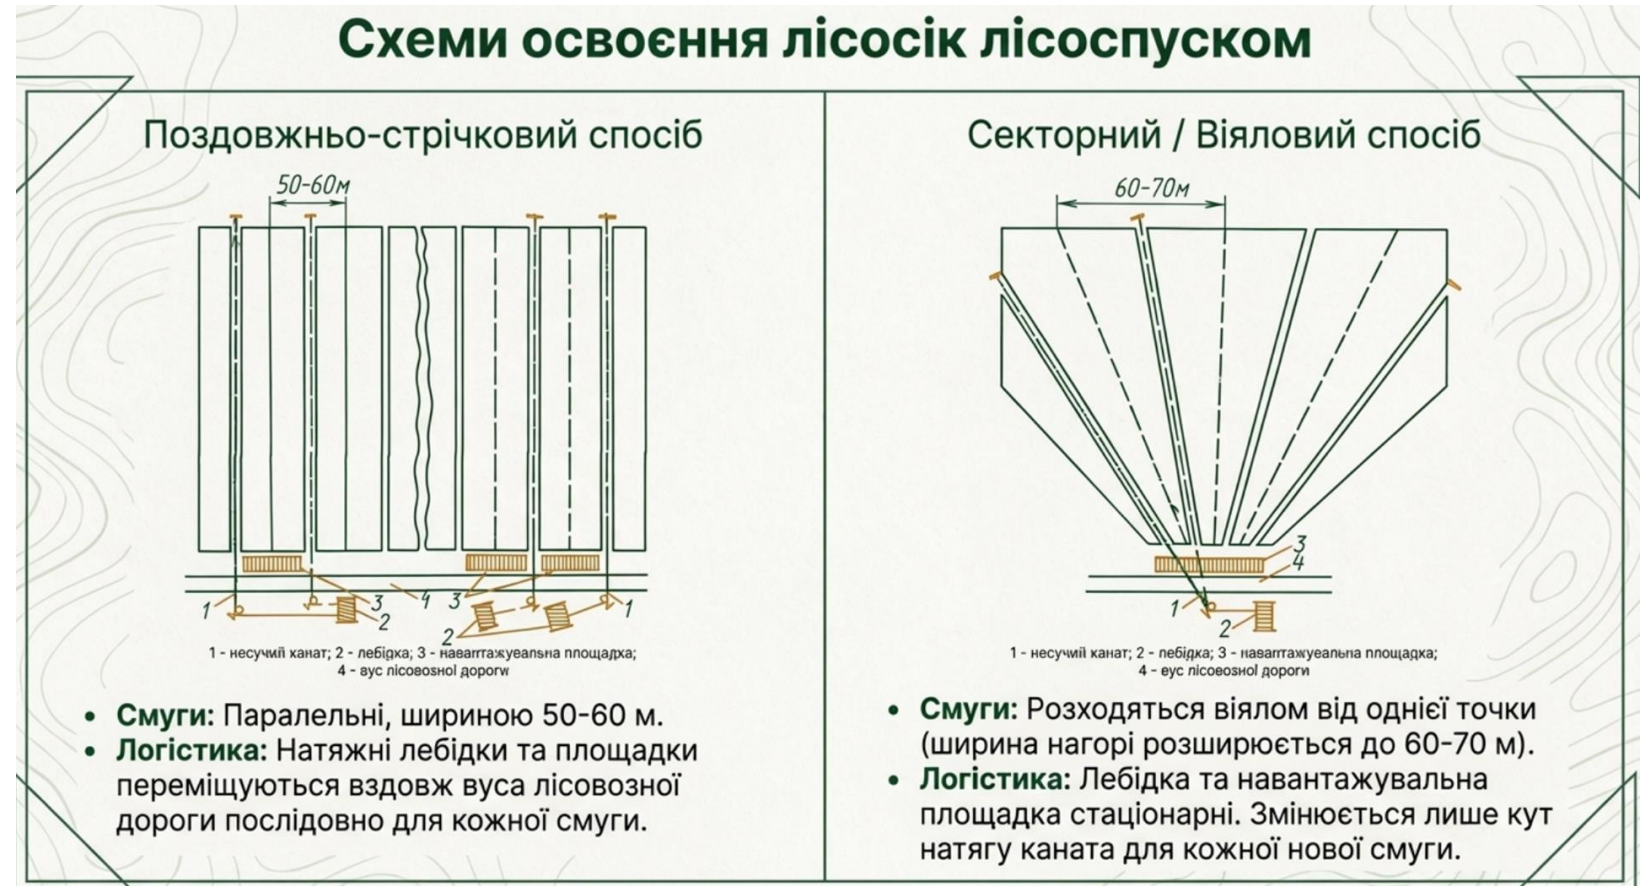 Схеми освоєння лісосік лісоспуском
Поздовжньо-стрічковий спосіб
50-60м
1
3
2
4
3
2
1
1 - несучий канат; 2 - лебідка; 3 - навантажувальна площадка;
4 - вус лісовозної дороги
• Смуги: Паралельні, шириною 50-60 м.
• Логістика: Натяжні лебідки та площадки
переміщуються вздовж вуса лісовозної
дороги послідовно для кожної смуги.
Секторний / Віяловий спосіб
60-70м
3
4
1
2
1 - несучий канат; 2 - лебідка; 3 - навантажувальна площадка;
4 - вус лісовозної дороги
• Смуги: Розходяться віялом від однієї точки
(ширина нагорі розширюється до 60-70 м).
• Логістика: Лебідка та навантажувальна
площадка стаціонарні. Змінюється лише кут
натягу каната для кожної нової смуги.